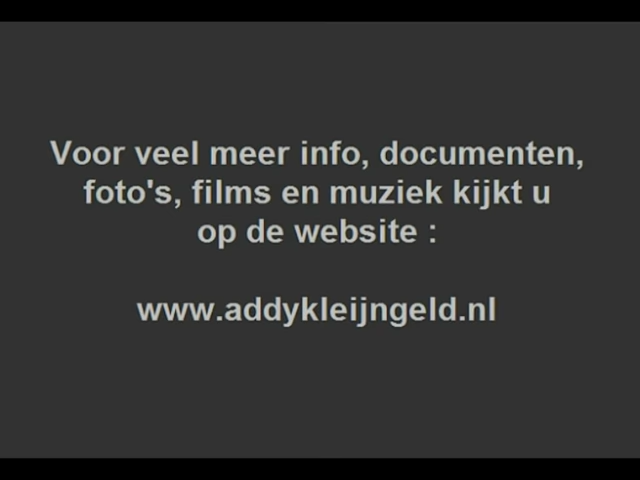 Voor veel meer info, documenten,
foto's, films en muziek kijkt u
op de website :
www.addykleijngeld.nl